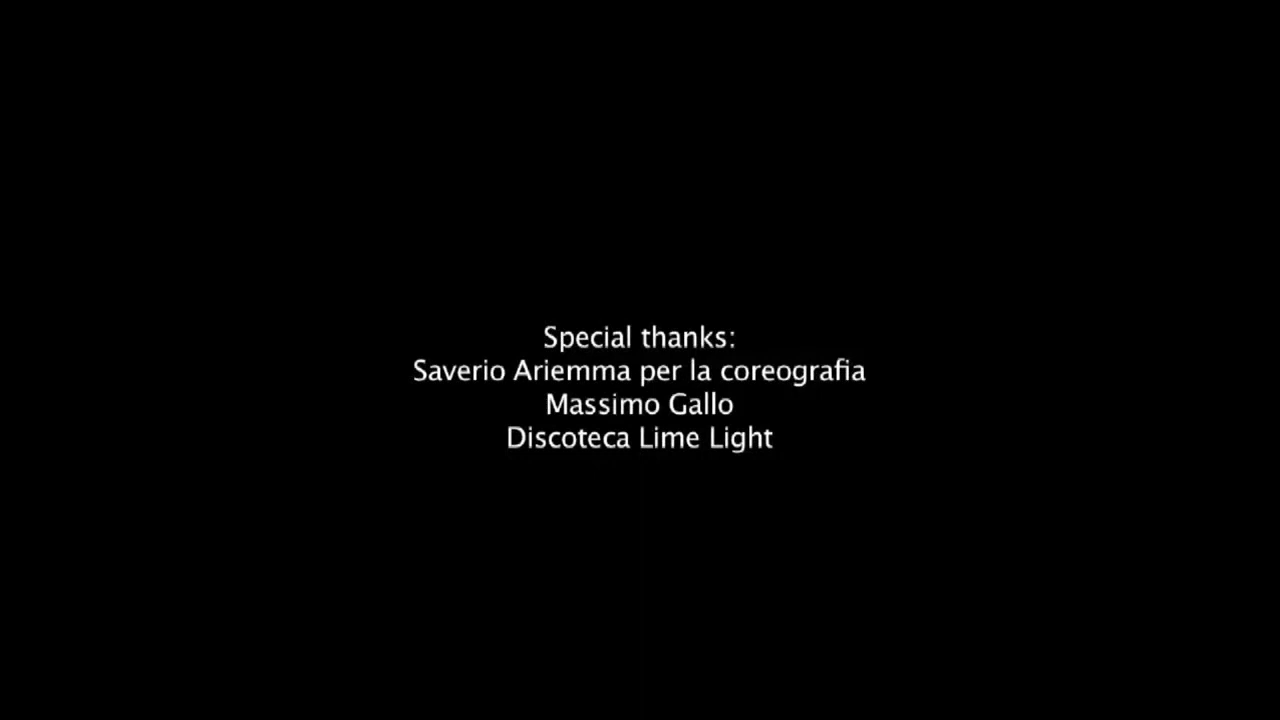 Special thanks:
Saverio Ariemma per la coreografia
Massimo Gallo
Discoteca Lime Light